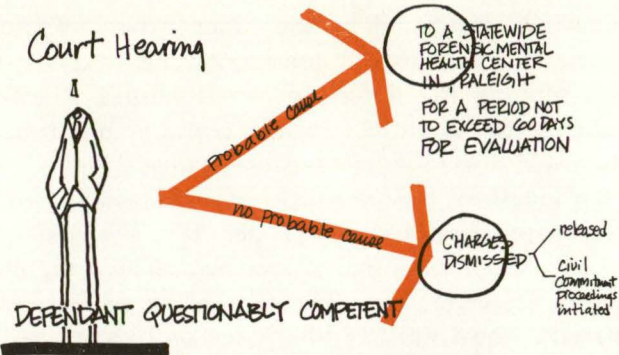 Court Hearing
TO A STATEWIDE
FORENSIC MENTAL
HEALTH CENTER
IN, RALEIGH
FOR A PERIOD NOT
TO EXCEED 60 DAYS
FOR EVALUATION
Probable cause
no probable cause
CHARGES
DISMISSED
released
Civil
Commitment
proceedings
initiated
DEFENDANT QUESTIONABLY COMPETENT